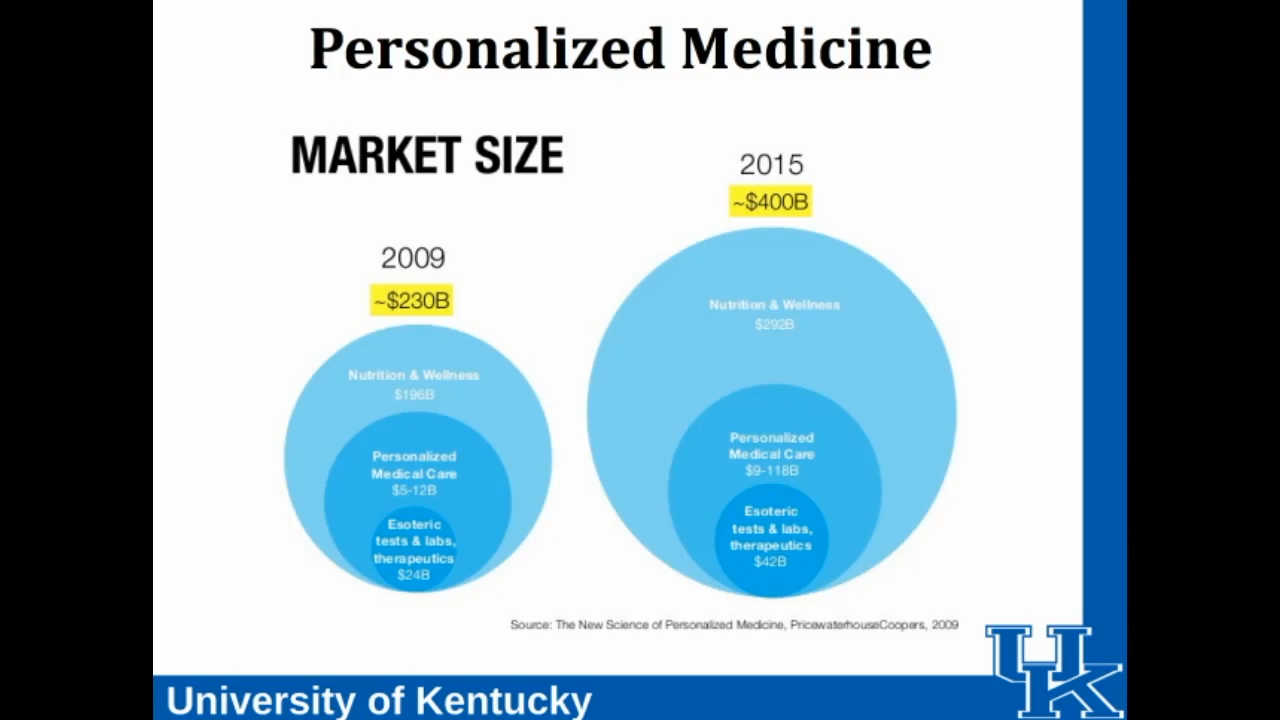 Personalized Medicine
MARKET SIZE
2009
~$230B
Nutrition & Wellness
$196B
Personalized
Medical Care
$5-12B
Esoteric
tests & labs,
therapeutics
$24B
2015
~$400B
Nutrition & Wellness
$292B
Personalized
Medical Care
$9-118B
Esoteric
tests & labs,
therapeutics
$42B
Source: The New Science of Personalized Medicine, PricewaterhouseCoopers, 2009
UK
University of Kentucky